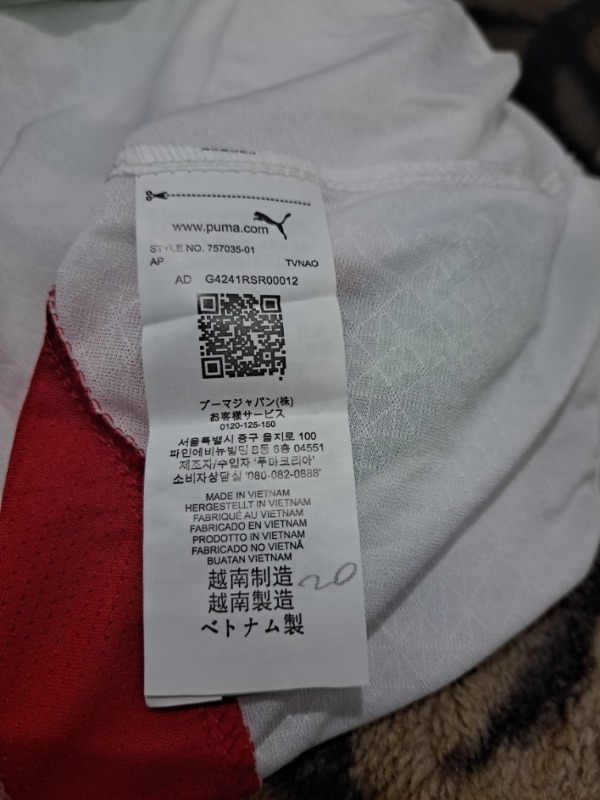 www.puma.com
STYLE NO. 757035-01
AP TVNAO
AD G4241RSR00012
プーマジャパン(株)
お客様サービス
0120-125-150
서울특별시 중구 을지로 100
파인에비뉴빌딩 B동 6층 04551
제조자/수입자 '푸마코리아'
소비자상담실 '080-082-0888'
MADE IN VIETNAM
HERGESTELLT IN VIETNAM
FABRIQUÉ AU VIETNAM
FABRICADO EN VIETNAM
PRODOTTO IN VIETNAM
FABRICADO NO VIETNÃ
BUATAN VIETNAM
越南制造 20
越南製造
ベトナム製